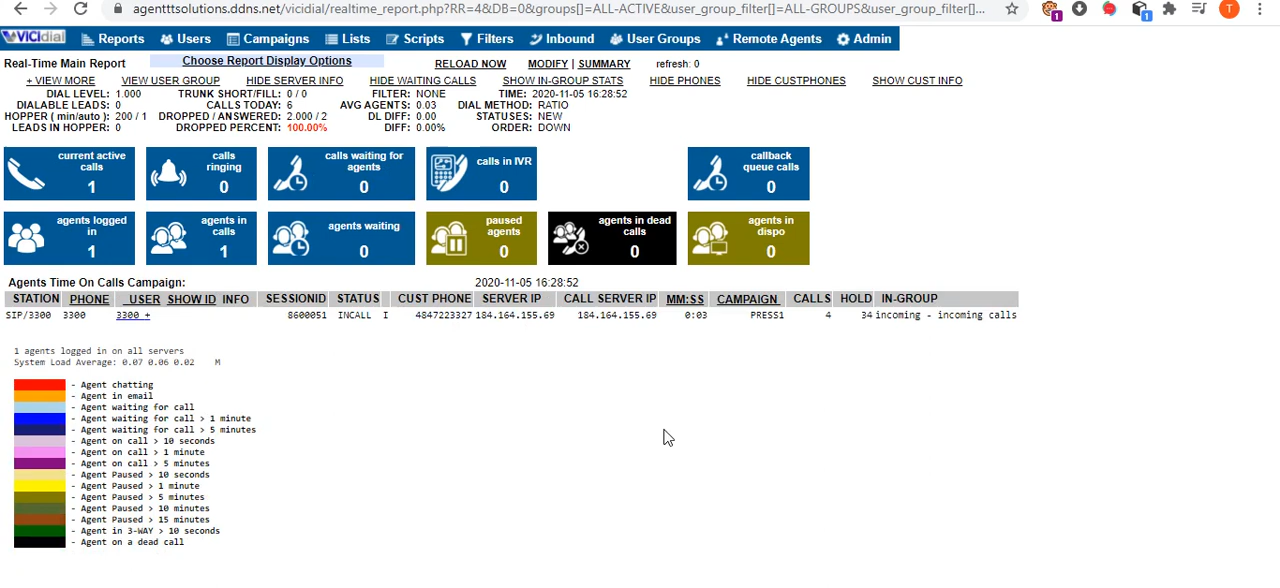 agentttsolutions.ddns.net/vicidial/realtime_report.php?RR=4&DB=0&groups[]=ALL-ACTIVE&user_group_filter[]=ALL-GROUPS&user_group_filter[]...
1 1 T
VICIdial Reports Users Campaigns Lists Scripts Filters Inbound User Groups Remote Agents Admin
Real-Time Main Report Choose Report Display Options RELOAD NOW MODIFY | SUMMARY refresh: 0
+ VIEW MORE VIEW USER GROUP HIDE SERVER INFO HIDE WAITING CALLS SHOW IN-GROUP STATS HIDE PHONES HIDE CUSTPHONES SHOW CUST INFO
DIAL LEVEL: 1.000 TRUNK SHORT/FILL: 0 / 0 FILTER: NONE TIME: 2020-11-05 16:28:52
DIALABLE LEADS: 0 CALLS TODAY: 6 AVG AGENTS: 0.03 DIAL METHOD: RATIO
HOPPER ( min/auto ): 200 / 1 DROPPED / ANSWERED: 2.000 / 2 DL DIFF: 0.00 STATUSES: NEW
LEADS IN HOPPER: 0 DROPPED PERCENT: 100.00% DIFF: 0.00% ORDER: DOWN
current active calls 1
calls ringing 0
calls waiting for agents 0
calls in IVR 0
callback queue calls 0
agents logged in 1
agents in calls 1
agents waiting 0
paused agents 0
agents in dead calls 0
agents in dispo 0
Agents Time On Calls Campaign: 2020-11-05 16:28:52
STATION PHONE USER SHOW ID INFO SESSIONID STATUS CUST PHONE SERVER IP CALL SERVER IP MM:SS CAMPAIGN CALLS HOLD IN-GROUP
SIP/3300 3300 3300 + 8600051 INCALL I 4847223327 184.164.155.69 184.164.155.69 0:03 PRESS1 4 34 incoming - incoming calls
1 agents logged in on all servers
System Load Average: 0.07 0.06 0.02 M
- Agent chatting
- Agent in email
- Agent waiting for call
- Agent waiting for call > 1 minute
- Agent waiting for call > 5 minutes
- Agent on call > 10 seconds
- Agent on call > 1 minute
- Agent on call > 5 minutes
- Agent Paused > 10 seconds
- Agent Paused > 1 minute
- Agent Paused > 5 minutes
- Agent Paused > 10 minutes
- Agent Paused > 15 minutes
- Agent in 3-WAY > 10 seconds
- Agent on a dead call